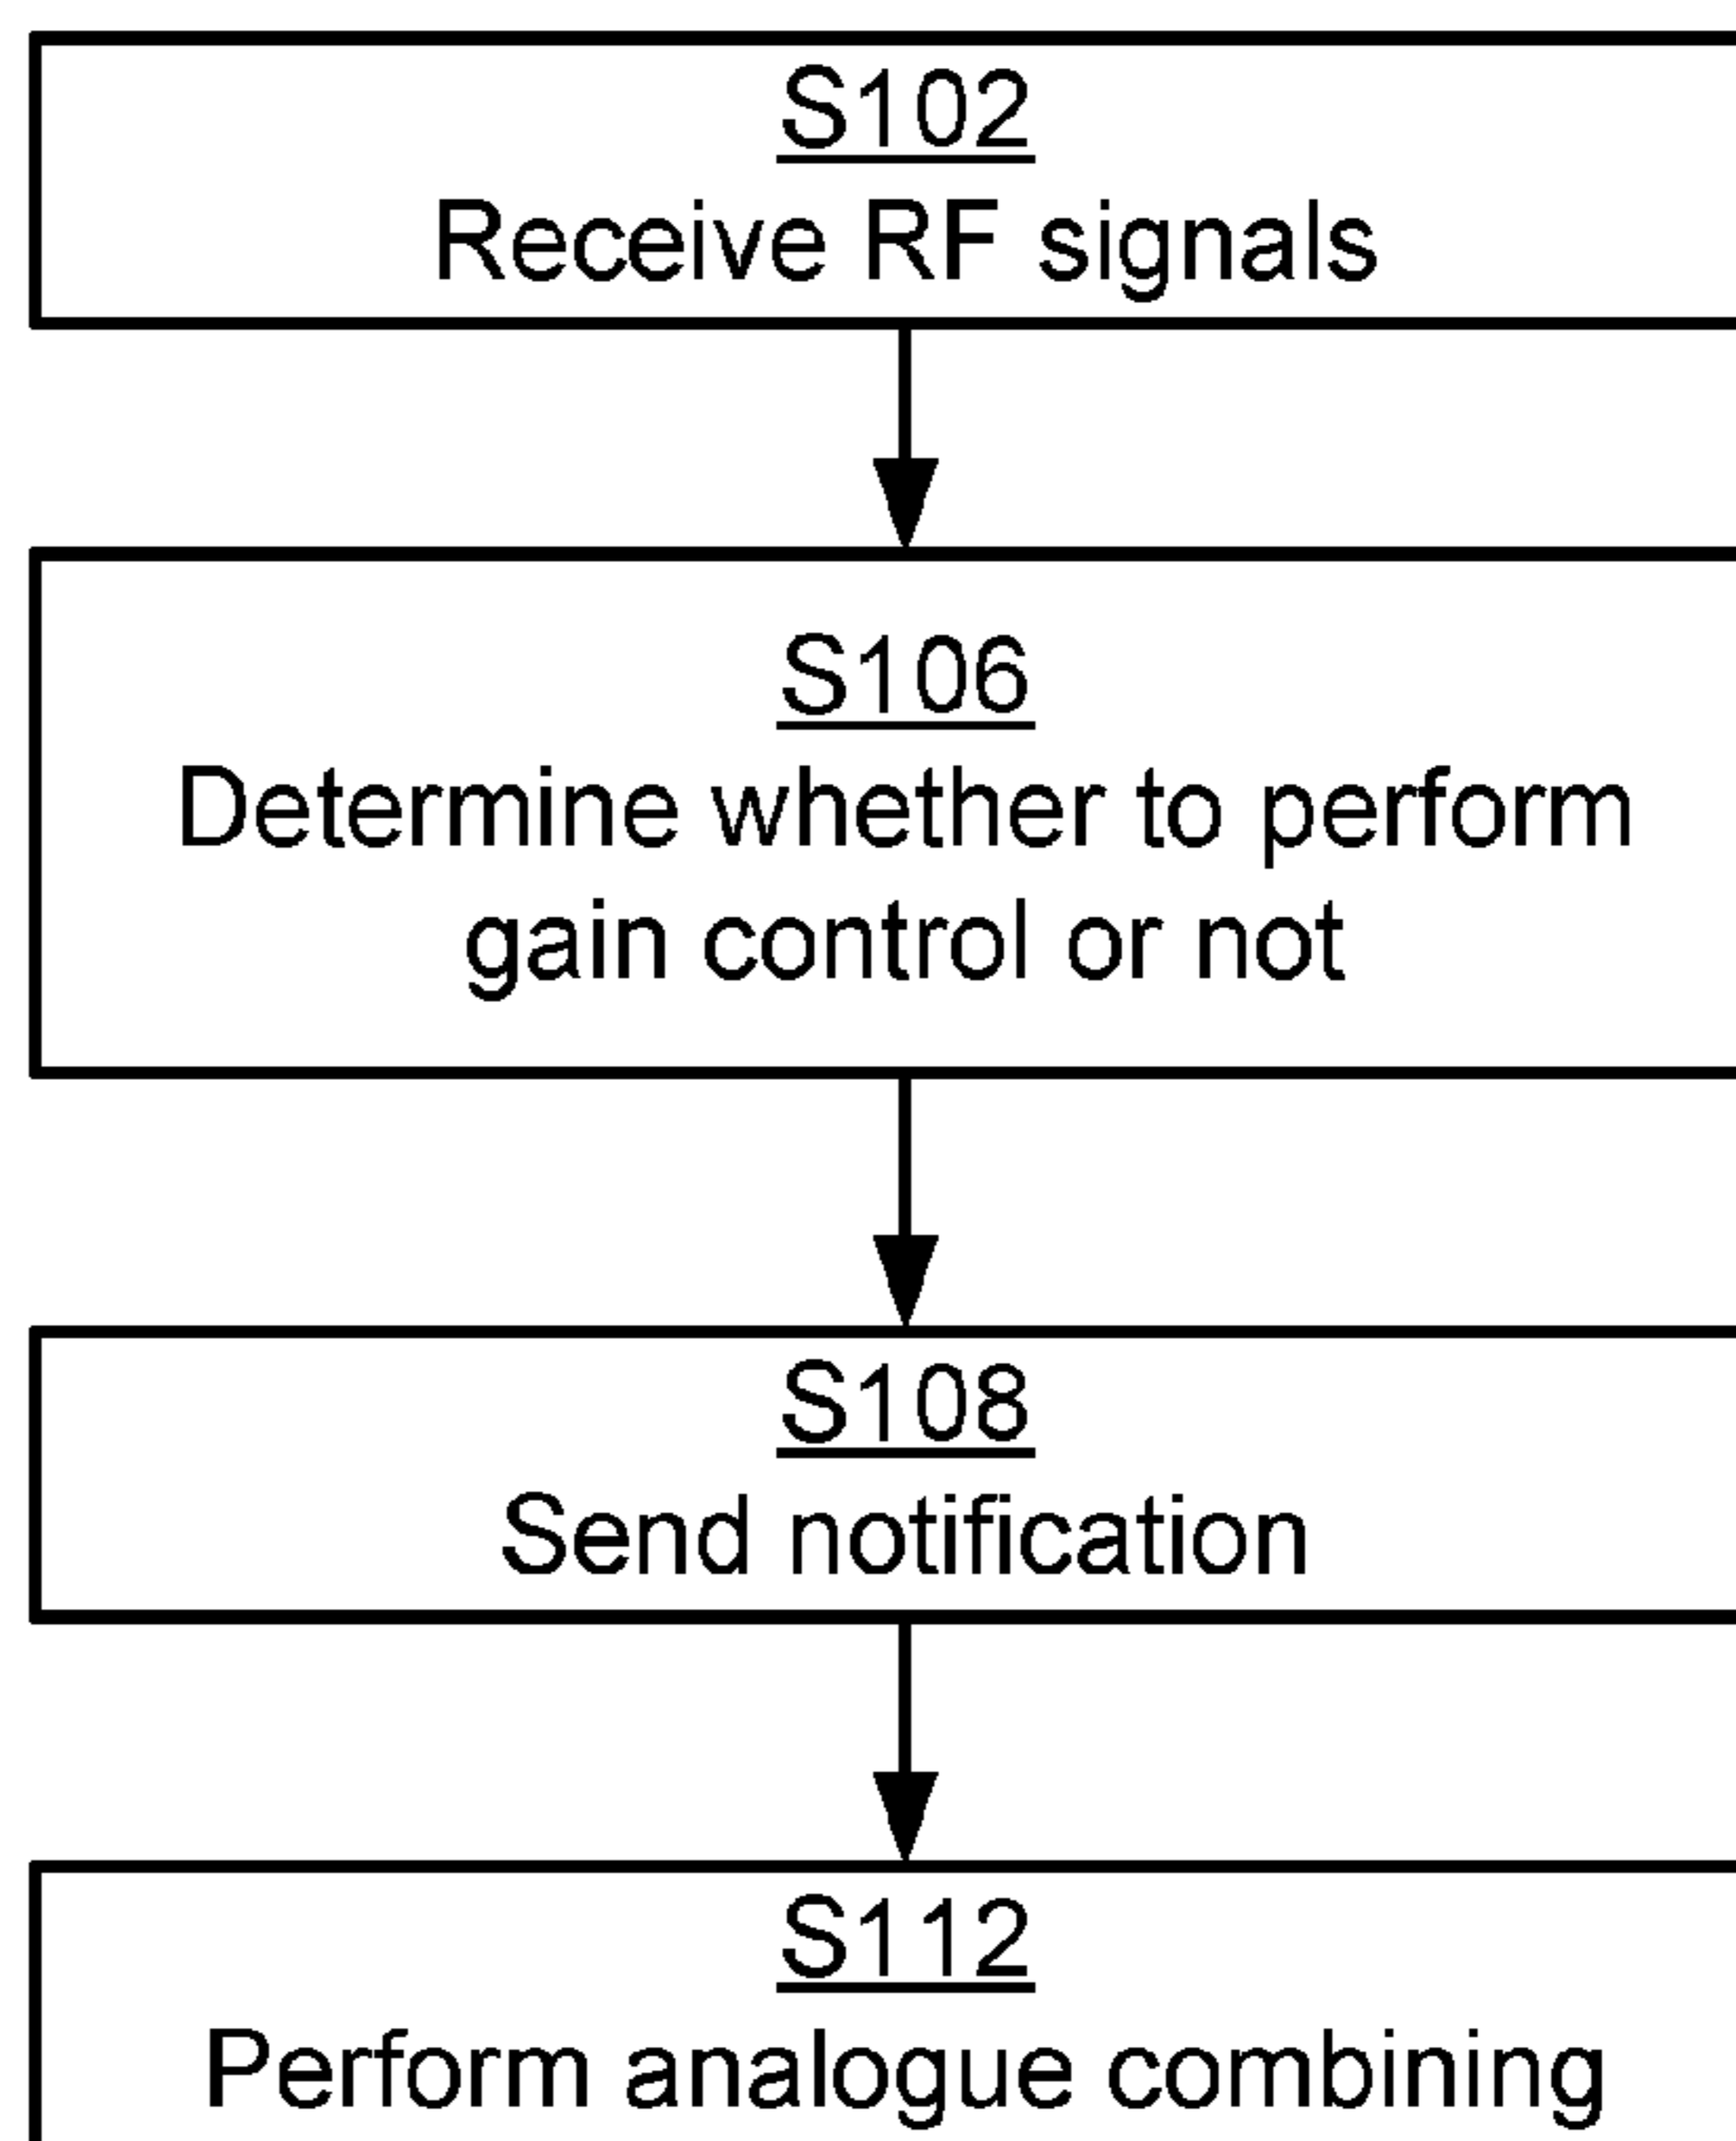 S102
Receive RF signals
S106
Determine whether to perform
gain control or not
S108
Send notification
S112
Perform analogue combining